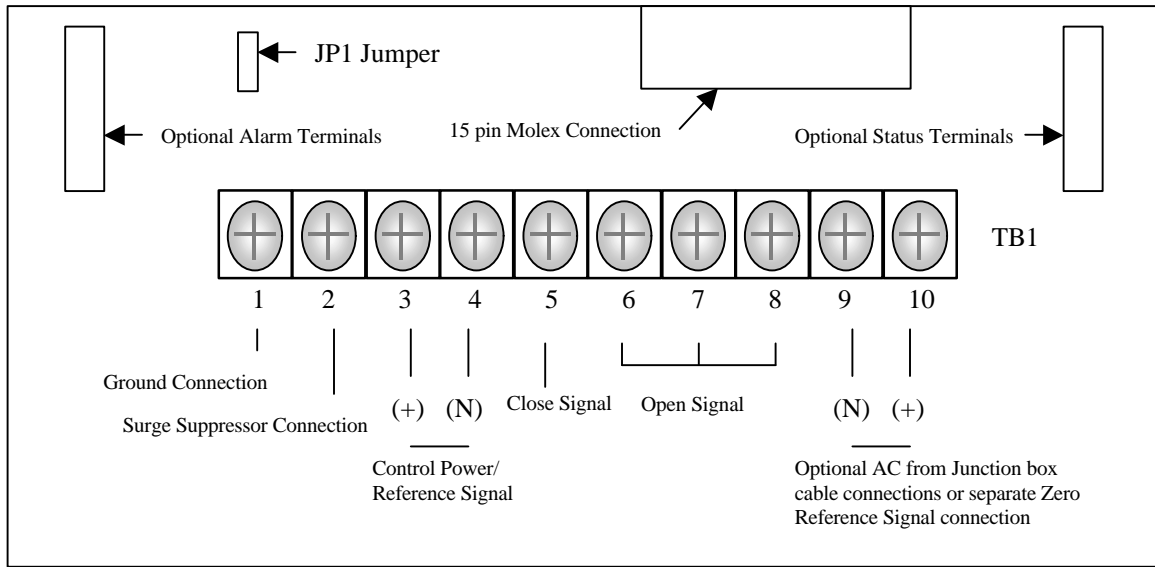 JP1 Jumper
Optional Alarm Terminals
15 pin Molex Connection
Optional Status Terminals
TB1
1 2 3 4 5 6 7 8 9 10
Ground Connection
Surge Suppressor Connection
(+) (N)
Close Signal
Open Signal
(N) (+)
Control Power/
Reference Signal
Optional AC from Junction box
cable connections or separate Zero
Reference Signal connection